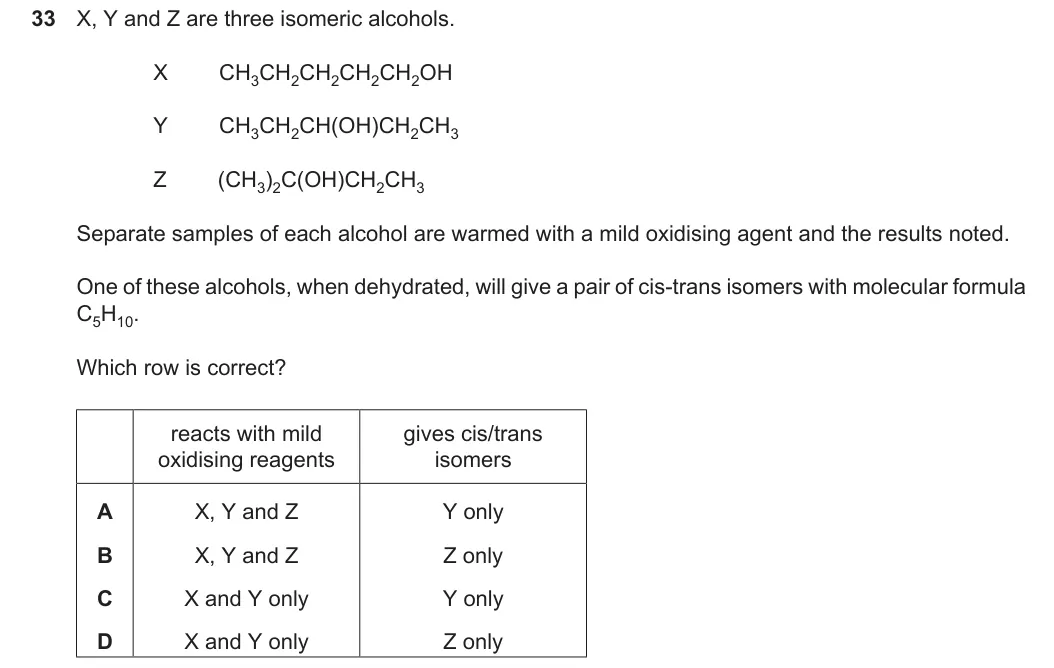 33 X, Y and Z are three isomeric alcohols.
X CH₃CH₂CH₂CH₂CH₂OH
Y CH₃CH₂CH(OH)CH₂CH₃
Z (CH₃)₂C(OH)CH₂CH₃
Separate samples of each alcohol are warmed with a mild oxidising agent and the results noted.
One of these alcohols, when dehydrated, will give a pair of cis-trans isomers with molecular formula
C₅H₁₀.
Which row is correct?
reacts with mild oxidising reagents | gives cis/trans isomers
A X, Y and Z Y only
B X, Y and Z Z only
C X and Y only Y only
D X and Y only Z only